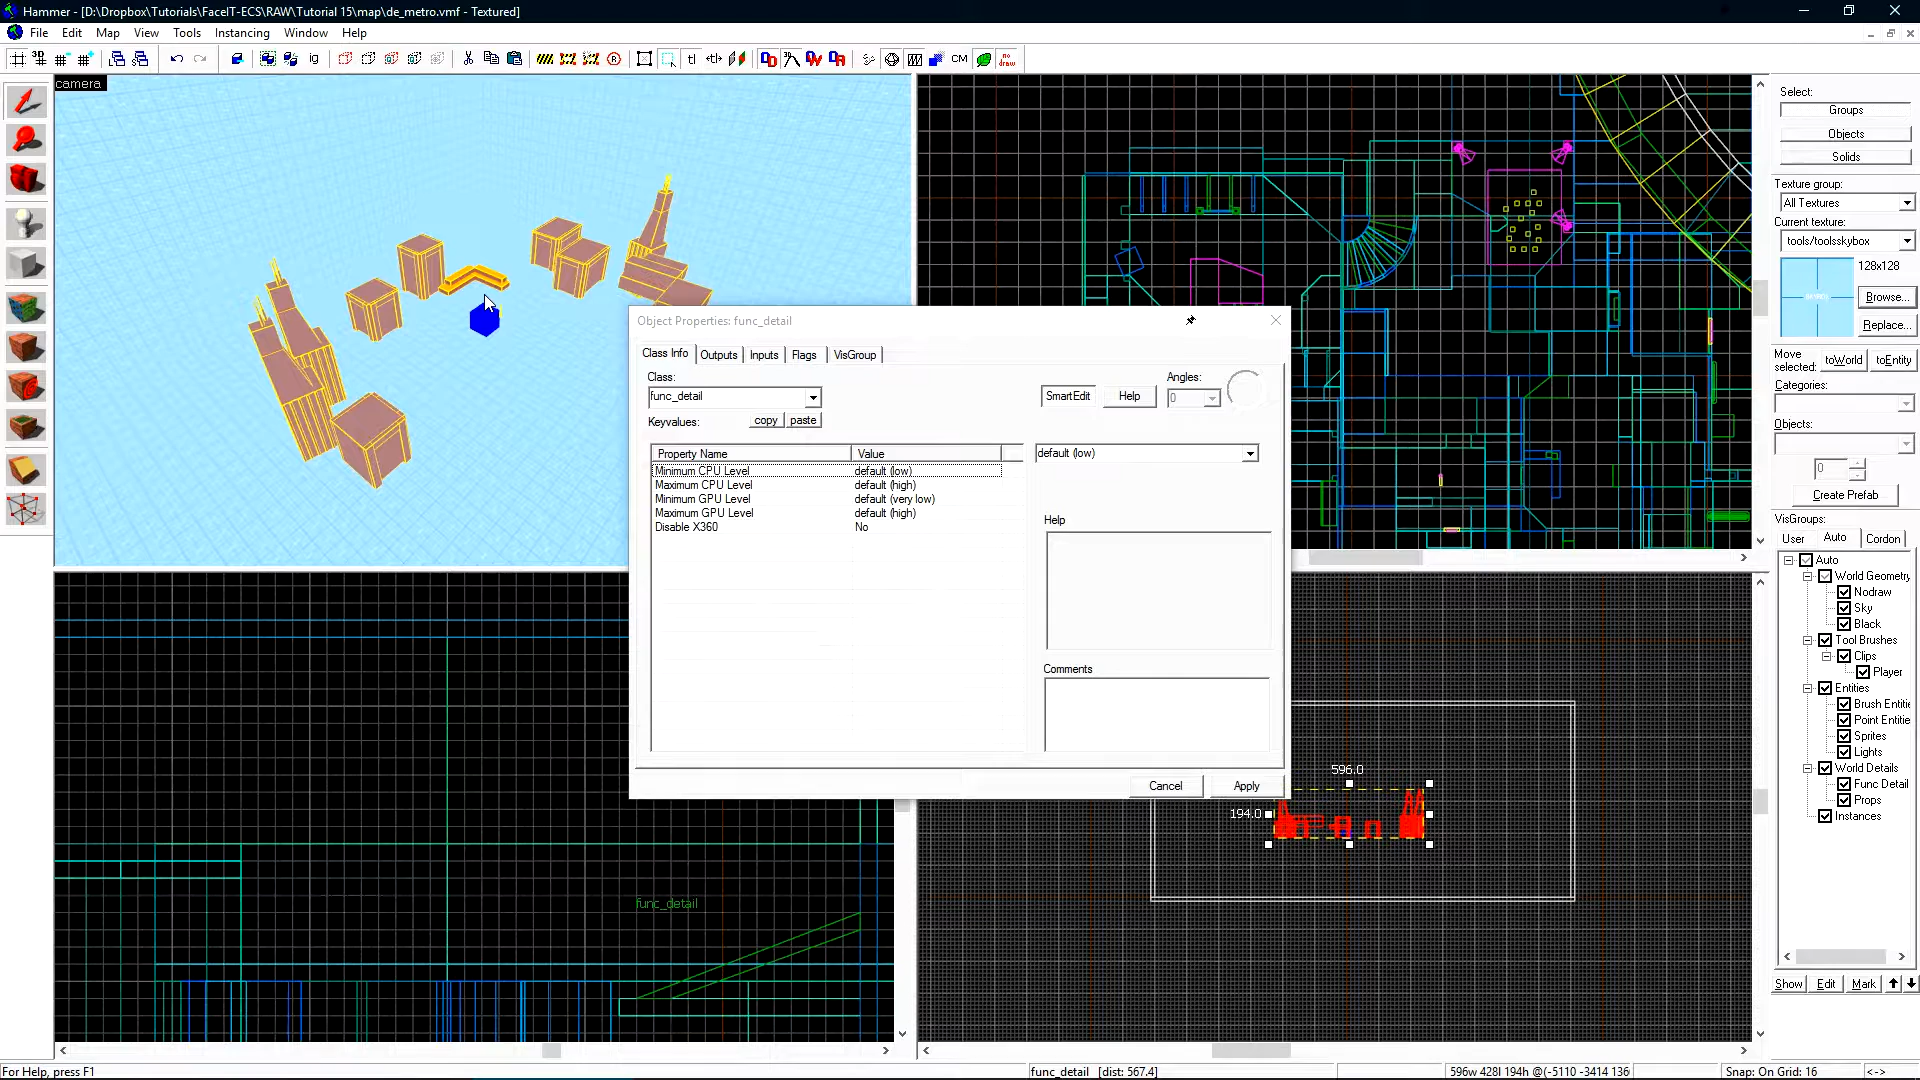 Hammer - [D:\Dropbox\Tutorials\FaceIT-ECS\RAW\Tutorial 15\map\de_metro.vmf - Textured]
File Edit Map View Tools Instancing Window Help
3D ig tl CM no draw
camera
Select:
Groups
Objects
Solids
Texture group:
All Textures
Current texture:
tools/toolsskybox
128x128
Browse...
Replace...
Move selected: toWorld toEntity
Categories:
Objects:
0
Create Prefab
VisGroups:
User Auto Cordon
Auto
World Geometry
Nodraw
Sky
Black
Tool Brushes
Clips
Player
Entities
Brush Entitie
Point Entitie
Sprites
Lights
World Details
Func Detail
Props
Instances
Show Edit Mark
Object Properties: func_detail
Class Info Outputs Inputs Flags VisGroup
Class:
func_detail
SmartEdit Help
Angles:
0
Keyvalues: copy paste
Property Name Value
Minimum CPU Level default (low)
Maximum CPU Level default (high)
Minimum GPU Level default (very low)
Maximum GPU Level default (high)
Disable X360 No
default (low)
Help
Comments
Cancel Apply
596.0
194.0
func_detail
For Help, press F1
func_detail [dist: 567.4]
596w 428l 194h @(-5110 -3414 136
Snap: On Grid: 16
<->